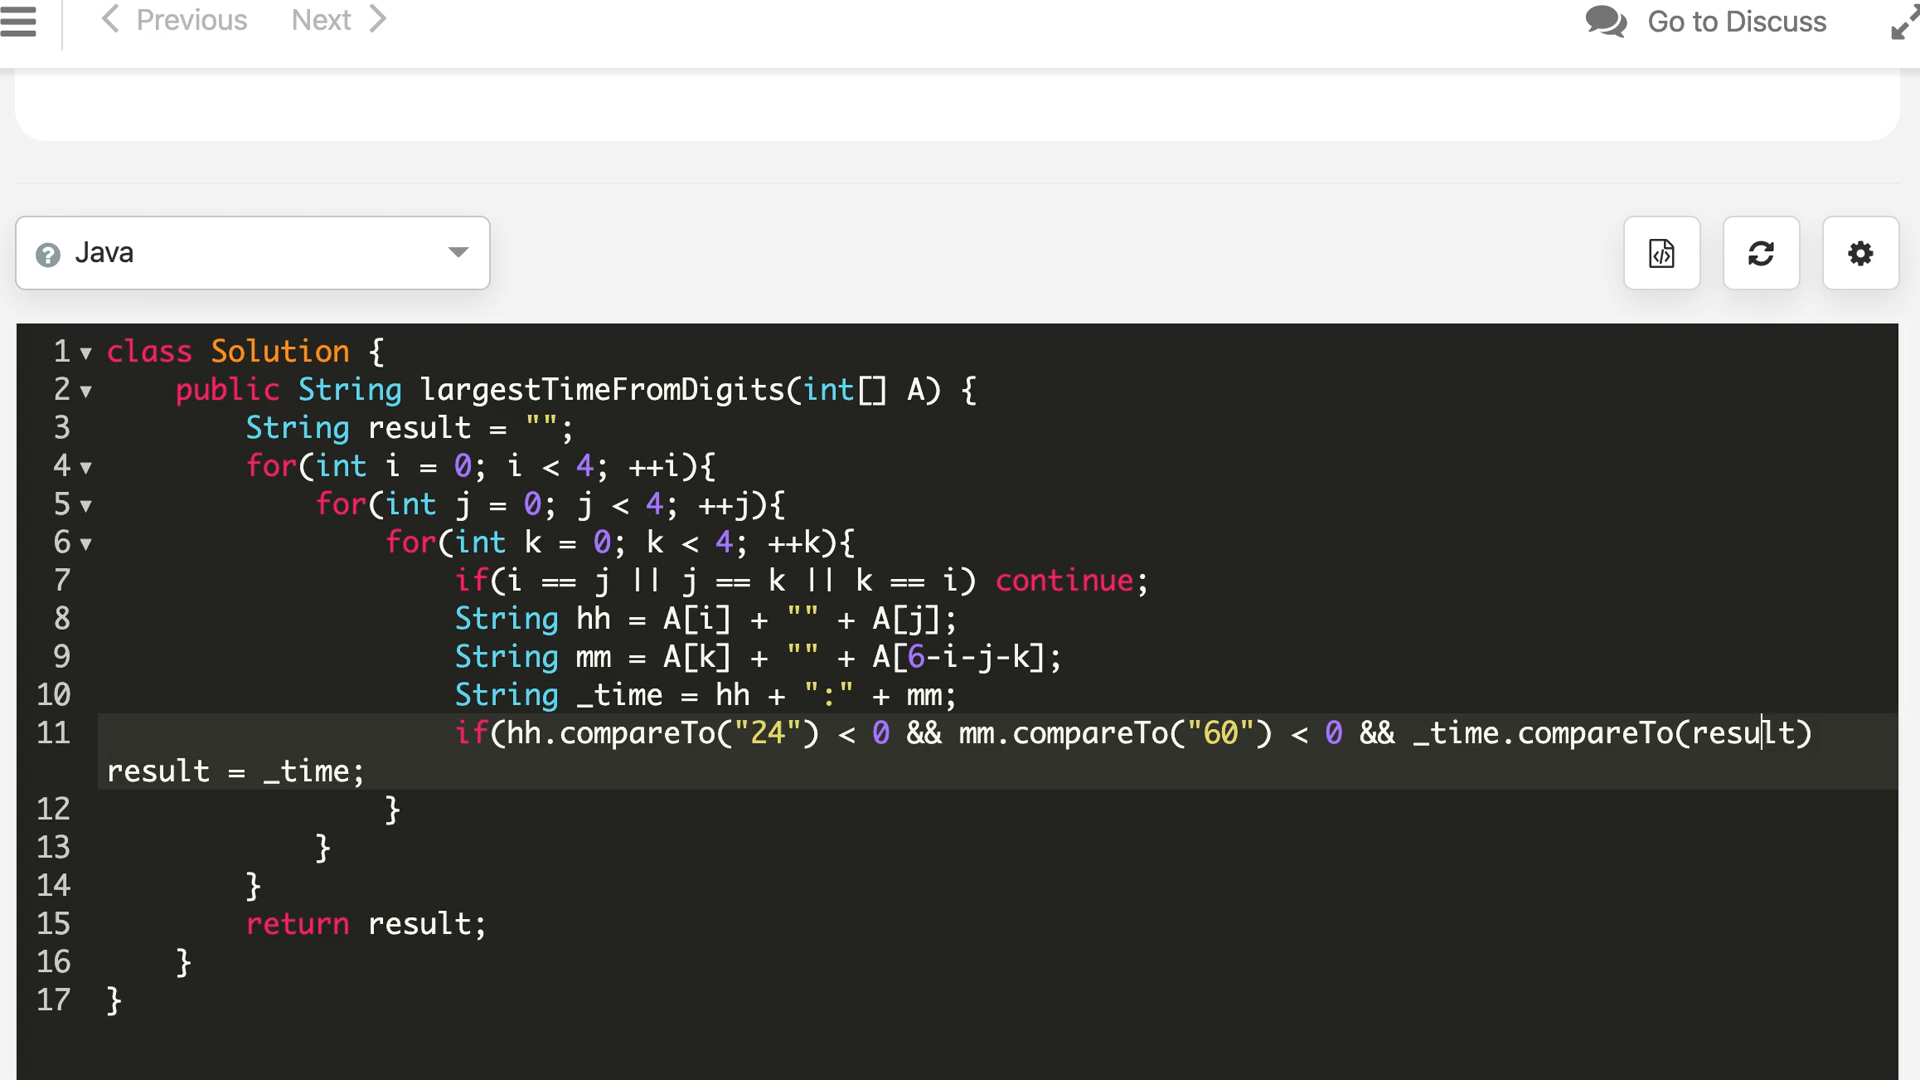 Previous Next Go to Discuss
Java
1 class Solution {
2 public String largestTimeFromDigits(int[] A) {
3 String result = "";
4 for(int i = 0; i < 4; ++i){
5 for(int j = 0; j < 4; ++j){
6 for(int k = 0; k < 4; ++k){
7 if(i == j || j == k || k == i) continue;
8 String hh = A[i] + "" + A[j];
9 String mm = A[k] + "" + A[6-i-j-k];
10 String _time = hh + ":" + mm;
11 if(hh.compareTo("24") < 0 && mm.compareTo("60") < 0 && _time.compareTo(result)
result = _time;
12 }
13 }
14 }
15 return result;
16 }
17 }